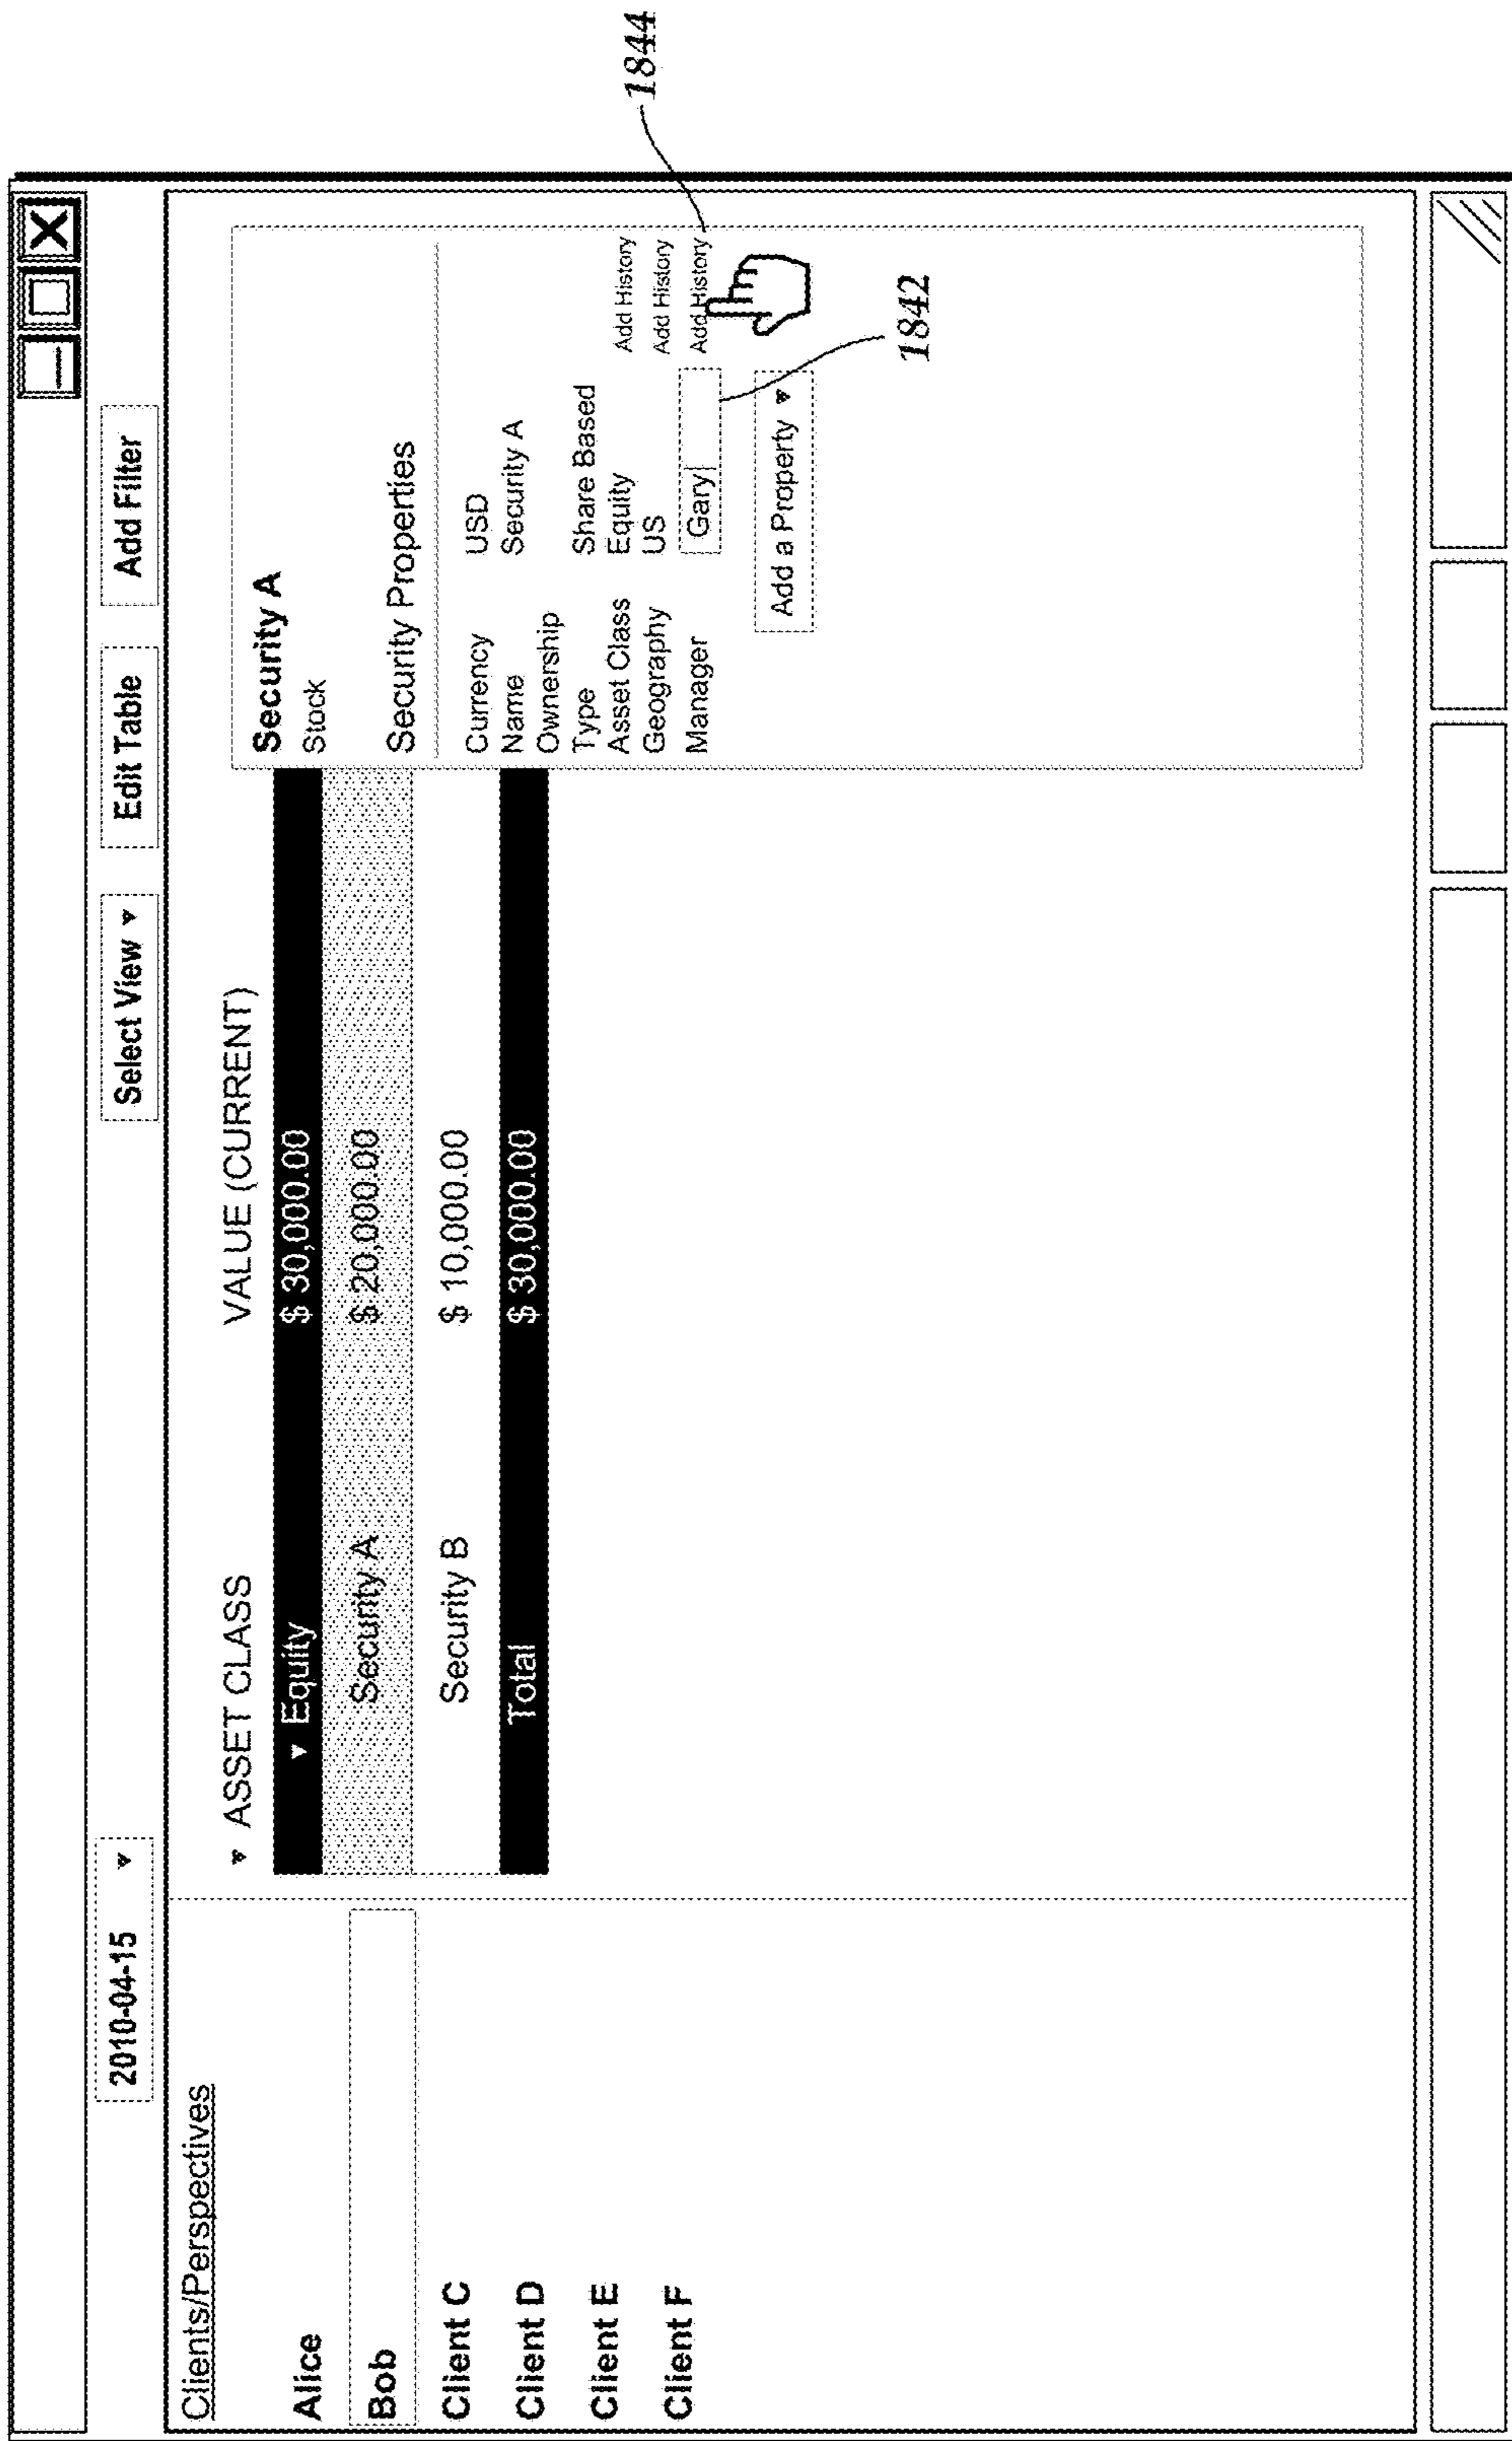 2010-04-15 ▼
Select View ▼
Edit Table
Add Filter
Clients/Perspectives
Alice
Bob
Client C
Client D
Client E
Client F
▼ ASSET CLASS VALUE (CURRENT)
▼ Equity $ 30,000.00
Security A $ 20,000.00
Security B $ 10,000.00
Total $ 30,000.00
Security A
Stock
Security Properties
Currency USD
Name Security A
Ownership
Type Share Based
Asset Class Equity Add History
Geography US Add History
Manager Gary Add History
Add a Property ▼
1844
1842